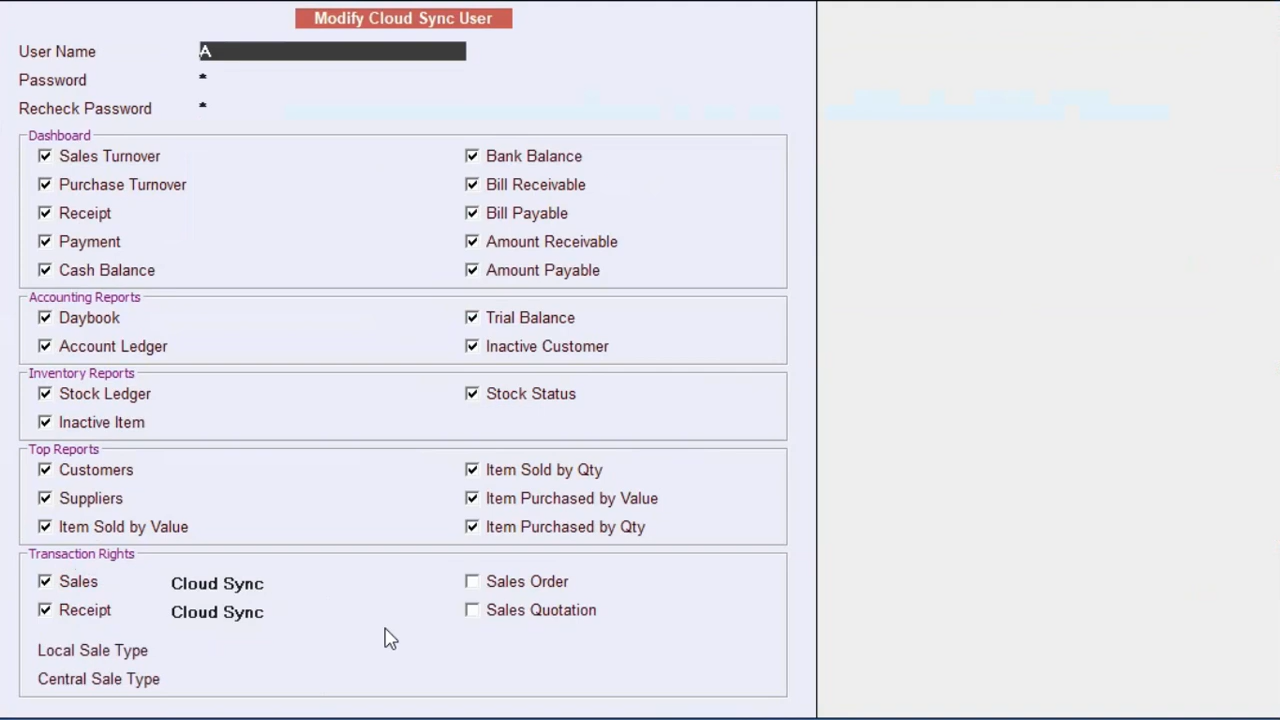 Modify Cloud Sync User
User Name A
Password *
Recheck Password *
Dashboard
Sales Turnover Bank Balance
Purchase Turnover Bill Receivable
Receipt Bill Payable
Payment Amount Receivable
Cash Balance Amount Payable
Accounting Reports
Daybook Trial Balance
Account Ledger Inactive Customer
Inventory Reports
Stock Ledger Stock Status
Inactive Item
Top Reports
Customers Item Sold by Qty
Suppliers Item Purchased by Value
Item Sold by Value Item Purchased by Qty
Transaction Rights
Sales Cloud Sync Sales Order
Receipt Cloud Sync Sales Quotation
Local Sale Type
Central Sale Type